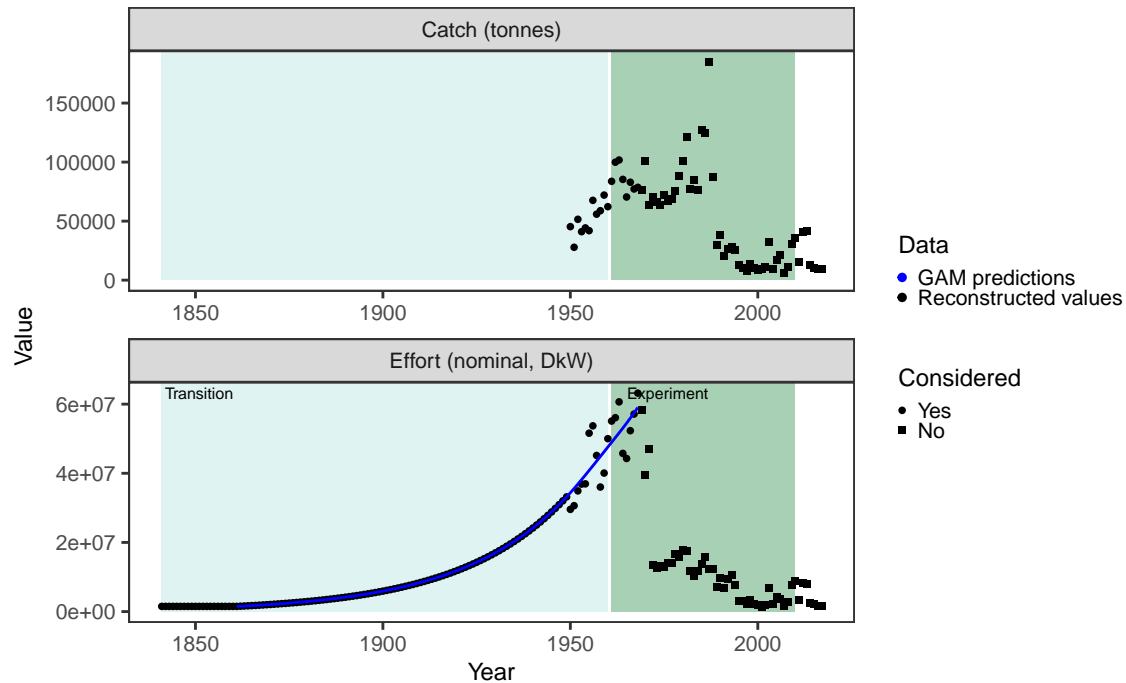 Catch (tonnes)
150000
100000
50000
0
1850 1900 1950 2000
Value
Effort (nominal, DkW)
Transition Experiment
6e+07
4e+07
2e+07
0e+00
1850 1900 1950 2000
Year
Data
GAM predictions
Reconstructed values
Considered
Yes
No